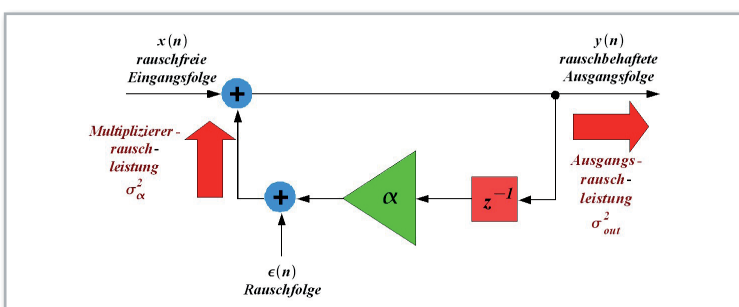 x(n)
rauschfreie
Eingangsfolge
y(n)
rauschbehaftete
Ausgangsfolge
+
Multiplizierer-
rausch-
leistung
σ²α
Ausgangs-
rausch-
leistung
σ²out
+
α
z⁻¹
ϵ(n)
Rauschfolge